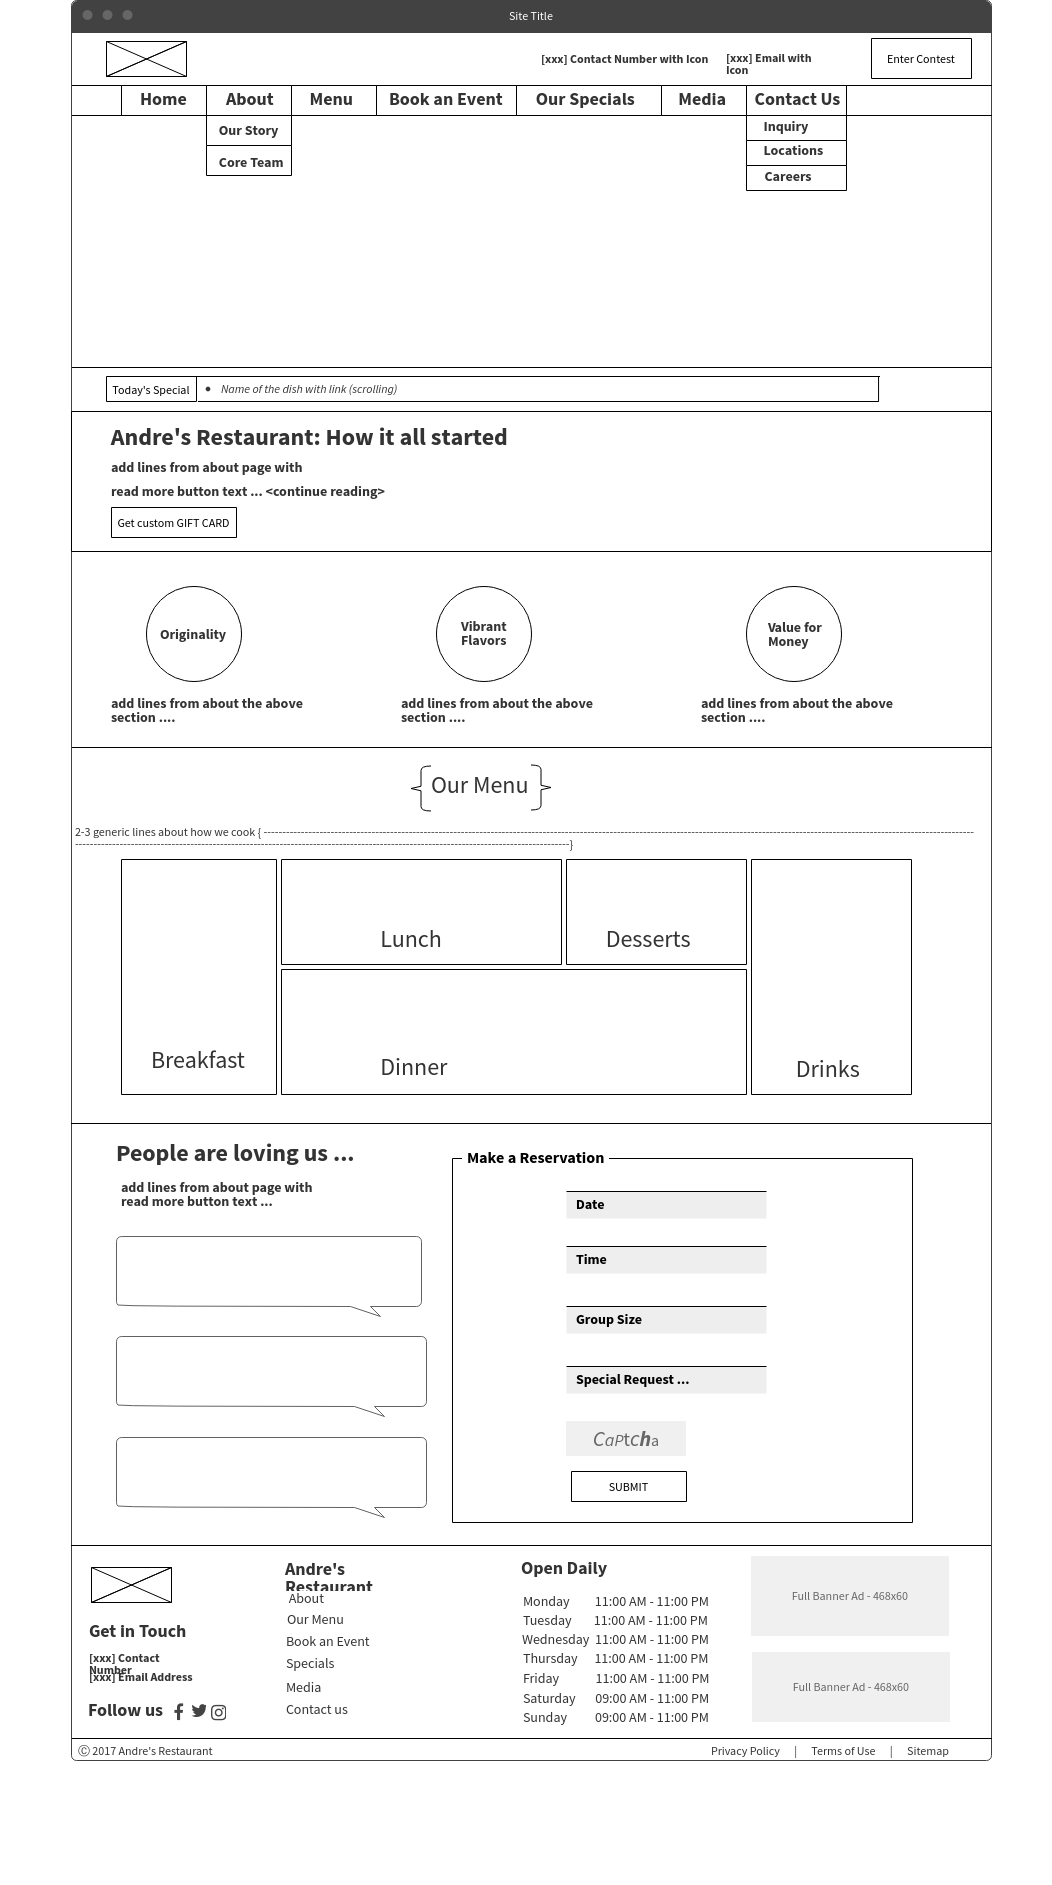 Site Title
[xxx] Contact Number with Icon
[xxx] Email with
Icon
Enter Contest
Home
About
Menu
Book an Event
Our Specials
Media
Contact Us
Our Story
Core Team
Inquiry
Locations
Careers
Today's Special
• Name of the dish with link (scrolling)
Andre's Restaurant: How it all started
add lines from about page with
read more button text ... <continue reading>
Get custom GIFT CARD
Originality
Vibrant
Flavors
Value for
Money
add lines from about the above
section ....
add lines from about the above
section ....
add lines from about the above
section ....
{Our Menu}
2-3 generic lines about how we cook { ----------------------------------------------------------------
----------------------------------------------------------------}
Lunch
Desserts
Breakfast
Dinner
Drinks
People are loving us ...
add lines from about page with
read more button text ...
Make a Reservation
Date
Time
Group Size
Special Request ...
CaPtcha
SUBMIT
Get in Touch
[xxx] Contact
Number
[xxx] Email Address
Follow us
Andre's
Restaurant
About
Our Menu
Book an Event
Specials
Media
Contact us
Open Daily
Monday 11:00 AM - 11:00 PM
Tuesday 11:00 AM - 11:00 PM
Wednesday 11:00 AM - 11:00 PM
Thursday 11:00 AM - 11:00 PM
Friday 11:00 AM - 11:00 PM
Saturday 09:00 AM - 11:00 PM
Sunday 09:00 AM - 11:00 PM
Full Banner Ad - 468x60
Full Banner Ad - 468x60
Ⓒ 2017 Andre's Restaurant
Privacy Policy | Terms of Use | Sitemap